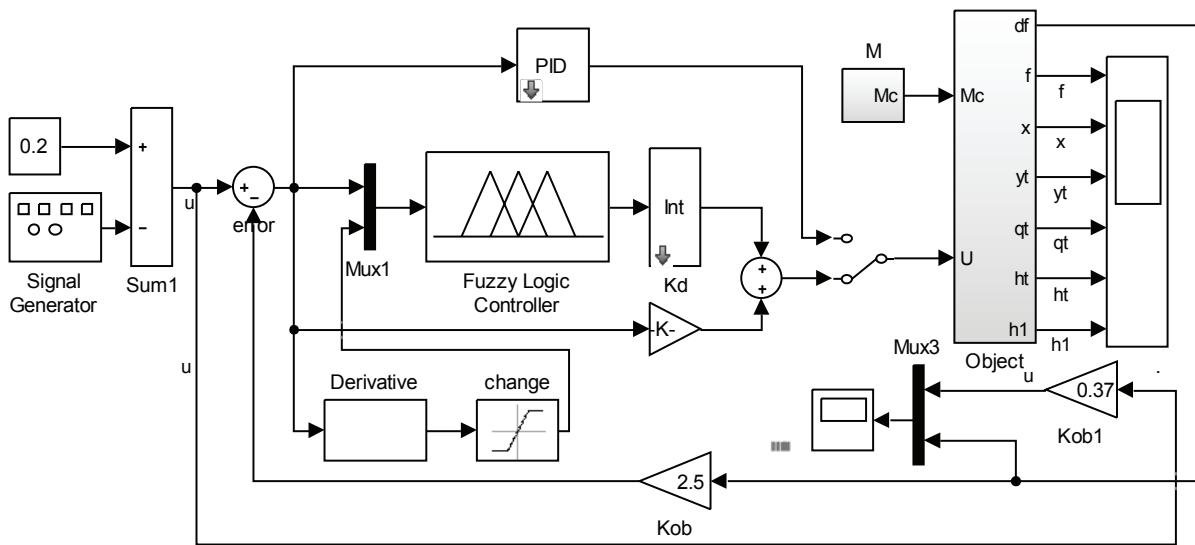 df
M
PID
f
Mc
Mc
f
x
0.2
+
x
yt
yt
Int
+
u
−
error
qt
−
qt
+
U
Mux1
Signal
Generator
Sum1
Fuzzy Logic
Controller
Kd
+
ht
ht
-K-
h1
h1
Mux3
Object
u
u
.
Derivative
change
0.37
Kob1
2.5
Kob